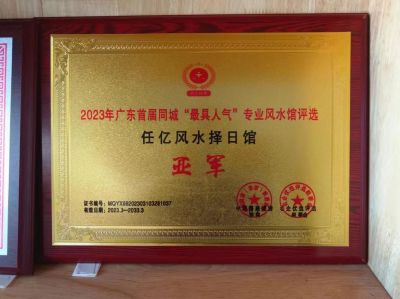 2023年广东首届同城“最具人气”专业风水馆评选
任亿风水择日馆
亚军
证书编号：MQYX68202303103281037
有效日期：2023.3—2033.3